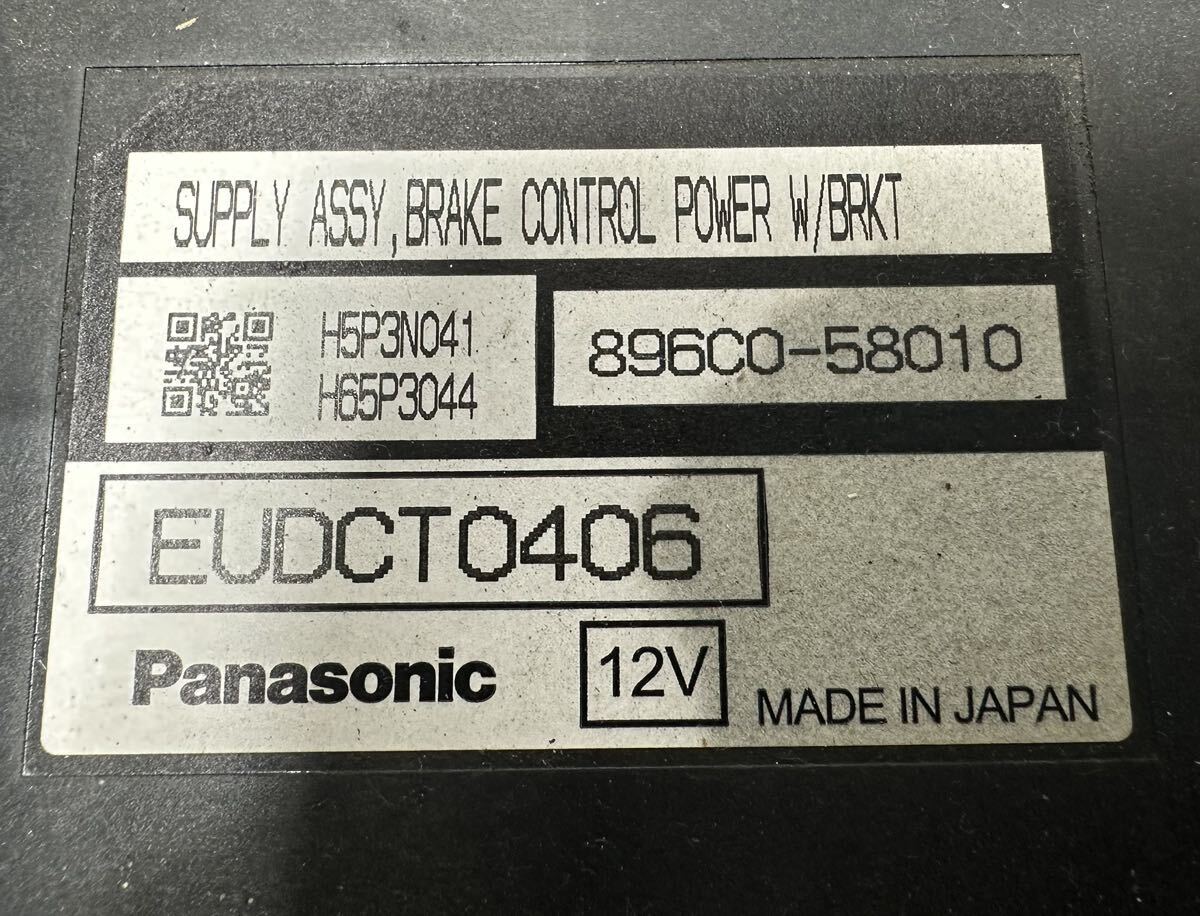 SUPPLY ASSY,BRAKE CONTROL POWER W/BRKT
H5P3N041
H65P3044
896C0-58010
EUDCT0406
Panasonic
12V
MADE IN JAPAN